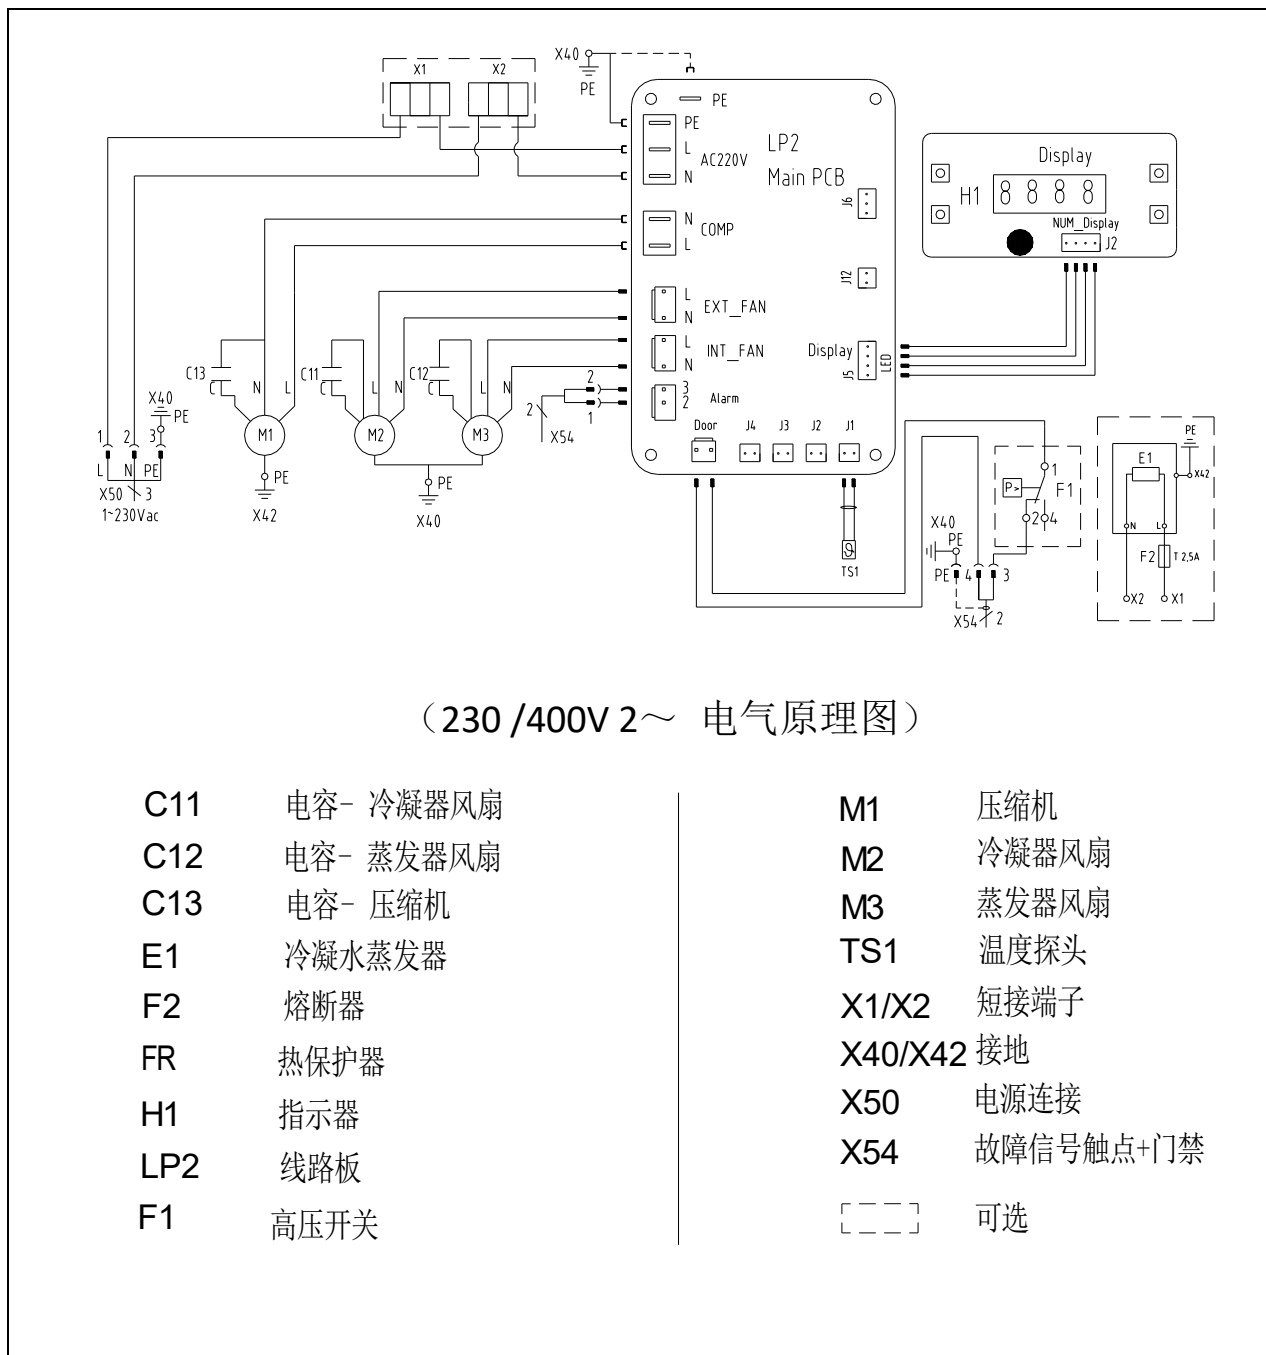 X40
PE
X1 X2
PE
PE
L
AC220V
N
LP2
Main PCB
N
COMP
L
L
EXT_FAN
N
L
INT_FAN
N
3
2
Alarm
J6
J12
Display
LED
J5
Door J4 J3 J2 J1
Display
H1
8 8 8 8
NUM_Display
J2
C13
C
N L
M1
PE
X42
C11
C
L N
M2
C12
C
L N
M3
PE
X40
2
2
1
X54
X40
PE
1 2 3
L N PE
X50 3
1~230Vac
TS1
P>
1
F1
2 4
X40
PE
PE 4 3
X54 2
PE
E1
X42
N L
F2 T 2,5A
X2 X1
（230 /400V 2～ 电气原理图）
C11 电容- 冷凝器风扇
C12 电容- 蒸发器风扇
C13 电容- 压缩机
E1 冷凝水蒸发器
F2 熔断器
FR 热保护器
H1 指示器
LP2 线路板
F1 高压开关
M1 压缩机
M2 冷凝器风扇
M3 蒸发器风扇
TS1 温度探头
X1/X2 短接端子
X40/X42 接地
X50 电源连接
X54 故障信号触点+门禁
可选